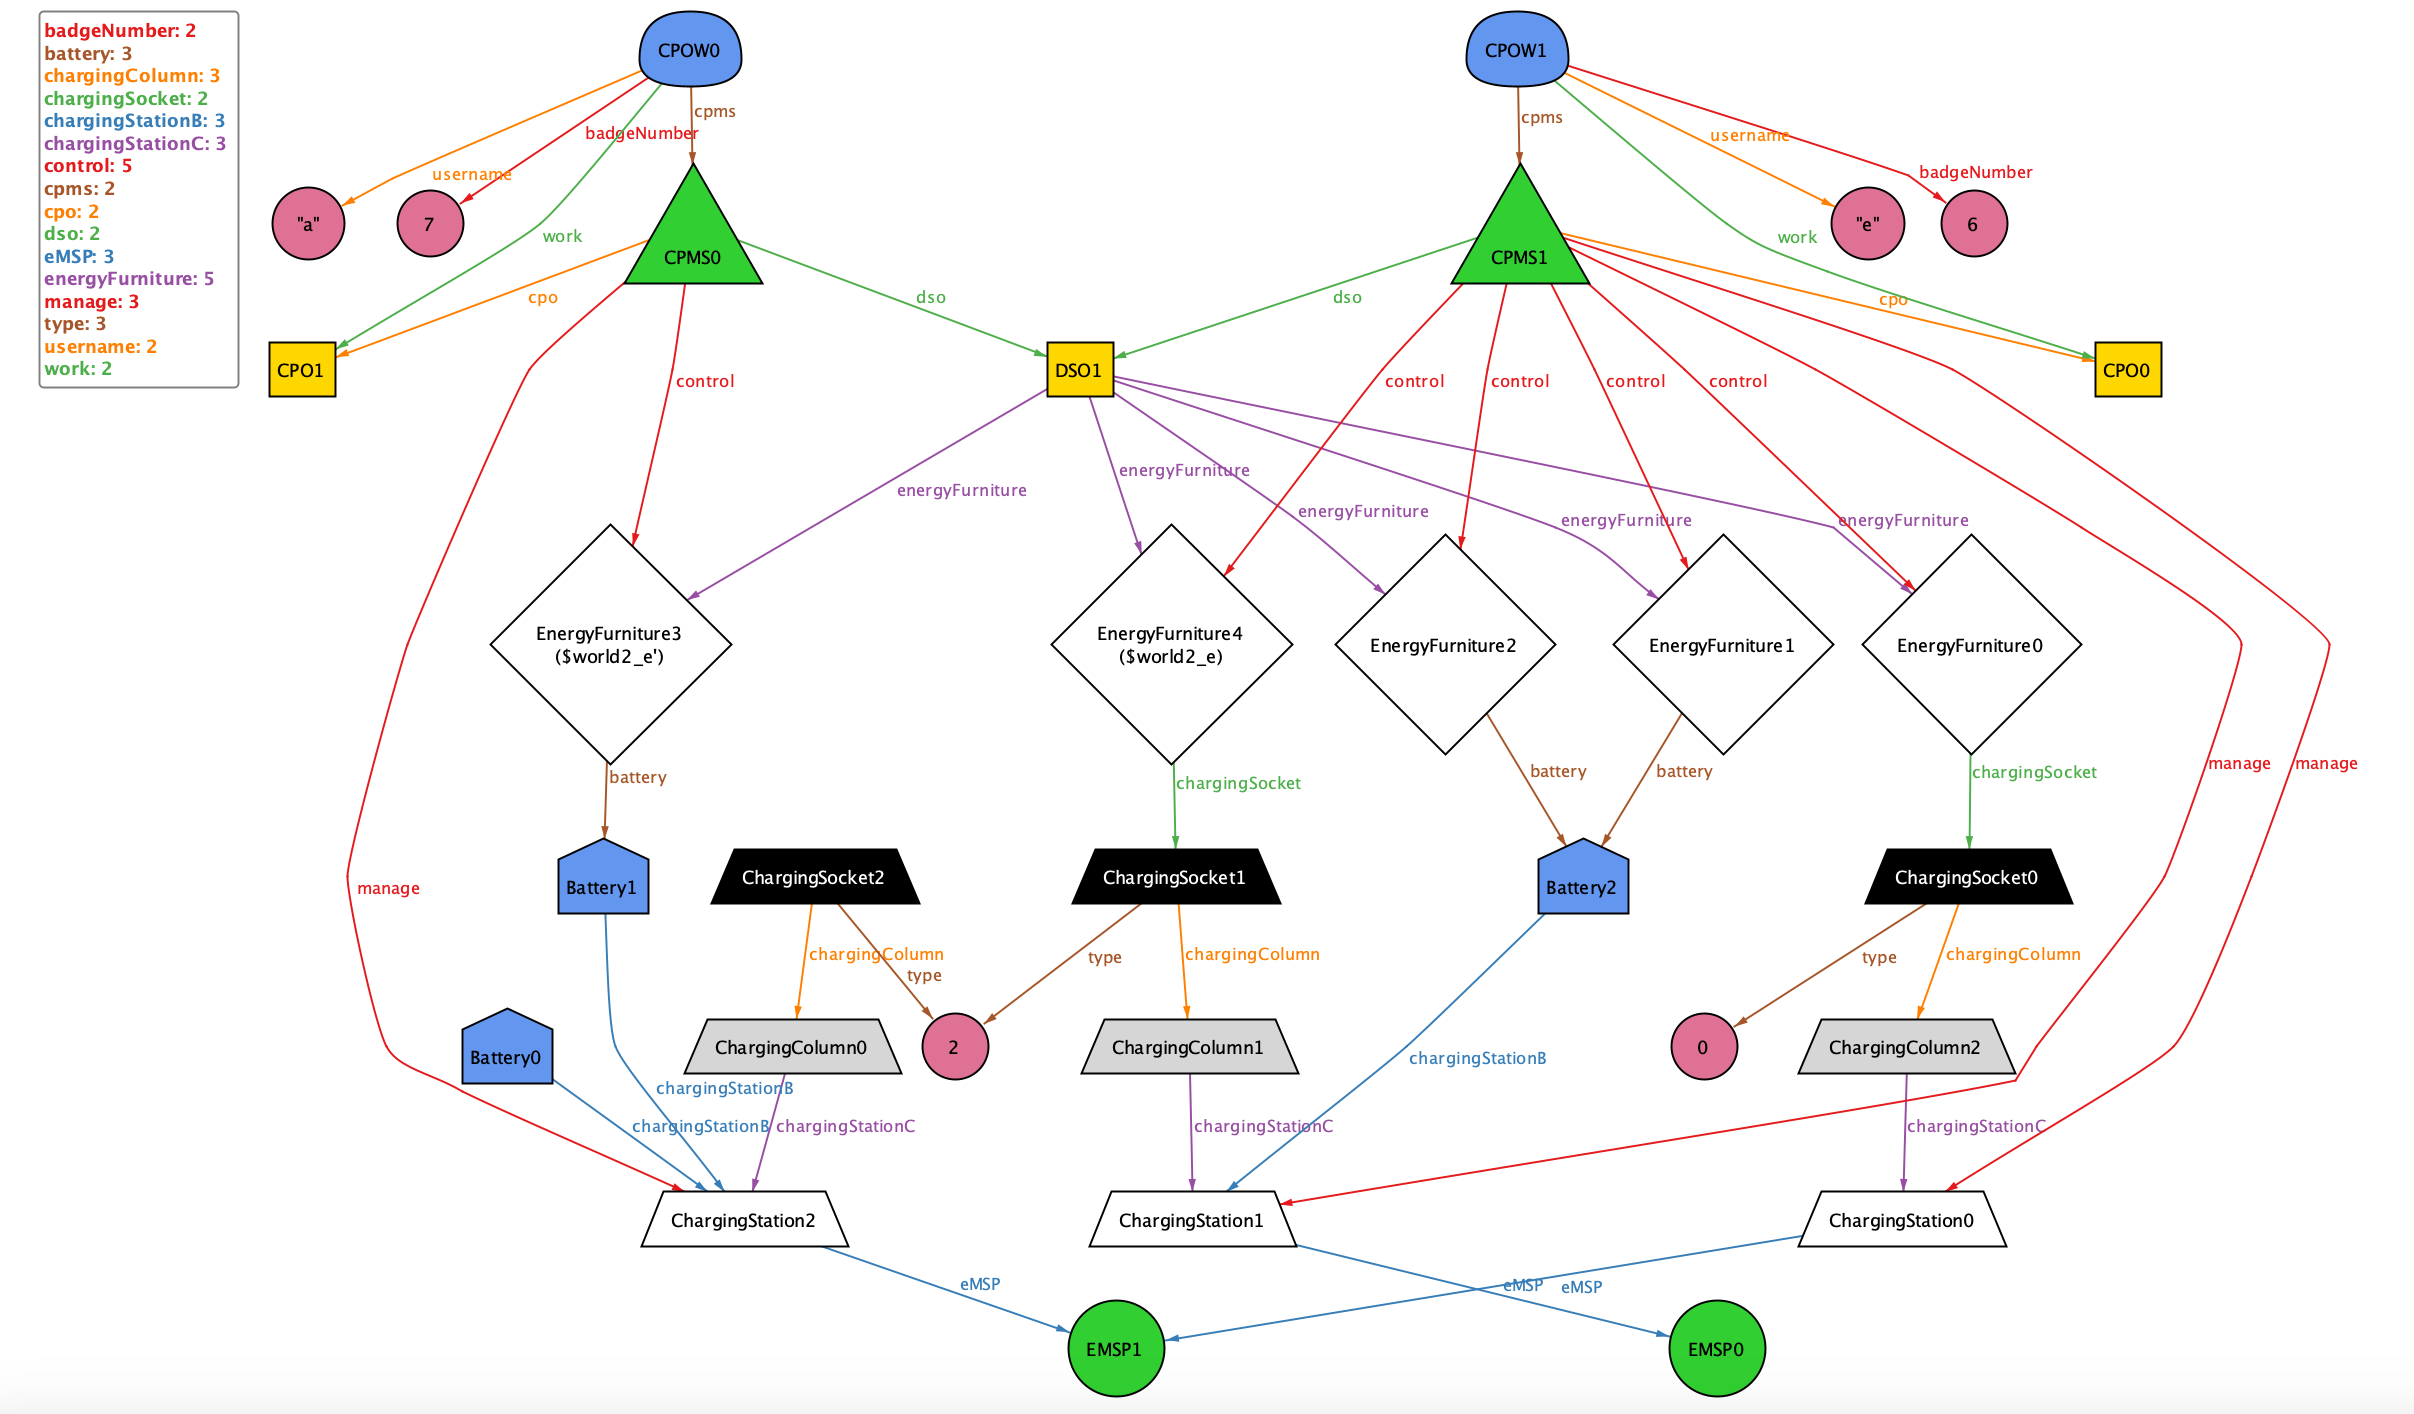 badgeNumber: 2
battery: 3
chargingColumn: 3
chargingSocket: 2
chargingStationB: 3
chargingStationC: 3
control: 5
cpms: 2
cpo: 2
dso: 2
eMSP: 3
energyFurniture: 5
manage: 3
type: 3
username: 2
work: 2
CPOW0
CPOW1
cpms
cpms
badgeNumber
username
username
badgeNumber
"a"
7
work
CPMS0
CPMS1
work
"e"
6
cpo
dso
dso
cpo
CPO1
DSO1
CPO0
control
control
control
control
control
energyFurniture
energyFurniture
energyFurniture
energyFurniture
energyFurniture
EnergyFurniture3
($world2_e')
EnergyFurniture4
($world2_e)
EnergyFurniture2
EnergyFurniture1
EnergyFurniture0
battery
chargingSocket
battery
battery
chargingSocket
manage
manage
manage
Battery1
ChargingSocket2
ChargingSocket1
Battery2
ChargingSocket0
chargingColumn
type
type
chargingColumn
type
chargingColumn
Battery0
ChargingColumn0
2
ChargingColumn1
chargingStationB
0
ChargingColumn2
chargingStationB
chargingStationB
chargingStationC
chargingStationC
chargingStationC
ChargingStation2
ChargingStation1
ChargingStation0
eMSP
eMSP
eMSP
EMSP1
EMSP0